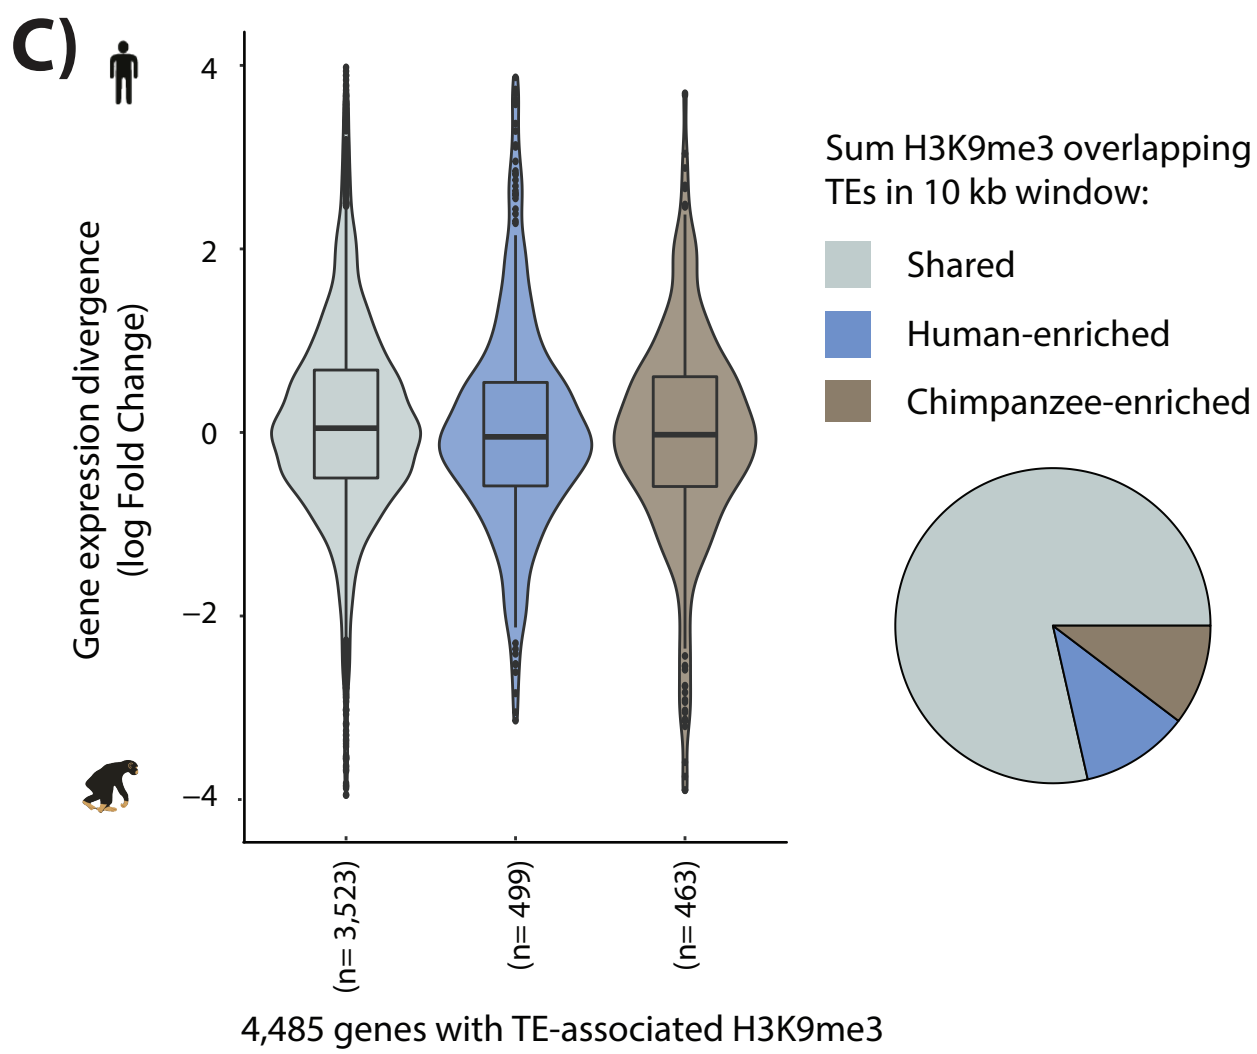 C)
Gene expression divergence
(log Fold Change)
4
2
0
−2
−4
(n= 3,523)
(n= 499)
(n= 463)
4,485 genes with TE-associated H3K9me3
Sum H3K9me3 overlapping
TEs in 10 kb window:
Shared
Human-enriched
Chimpanzee-enriched